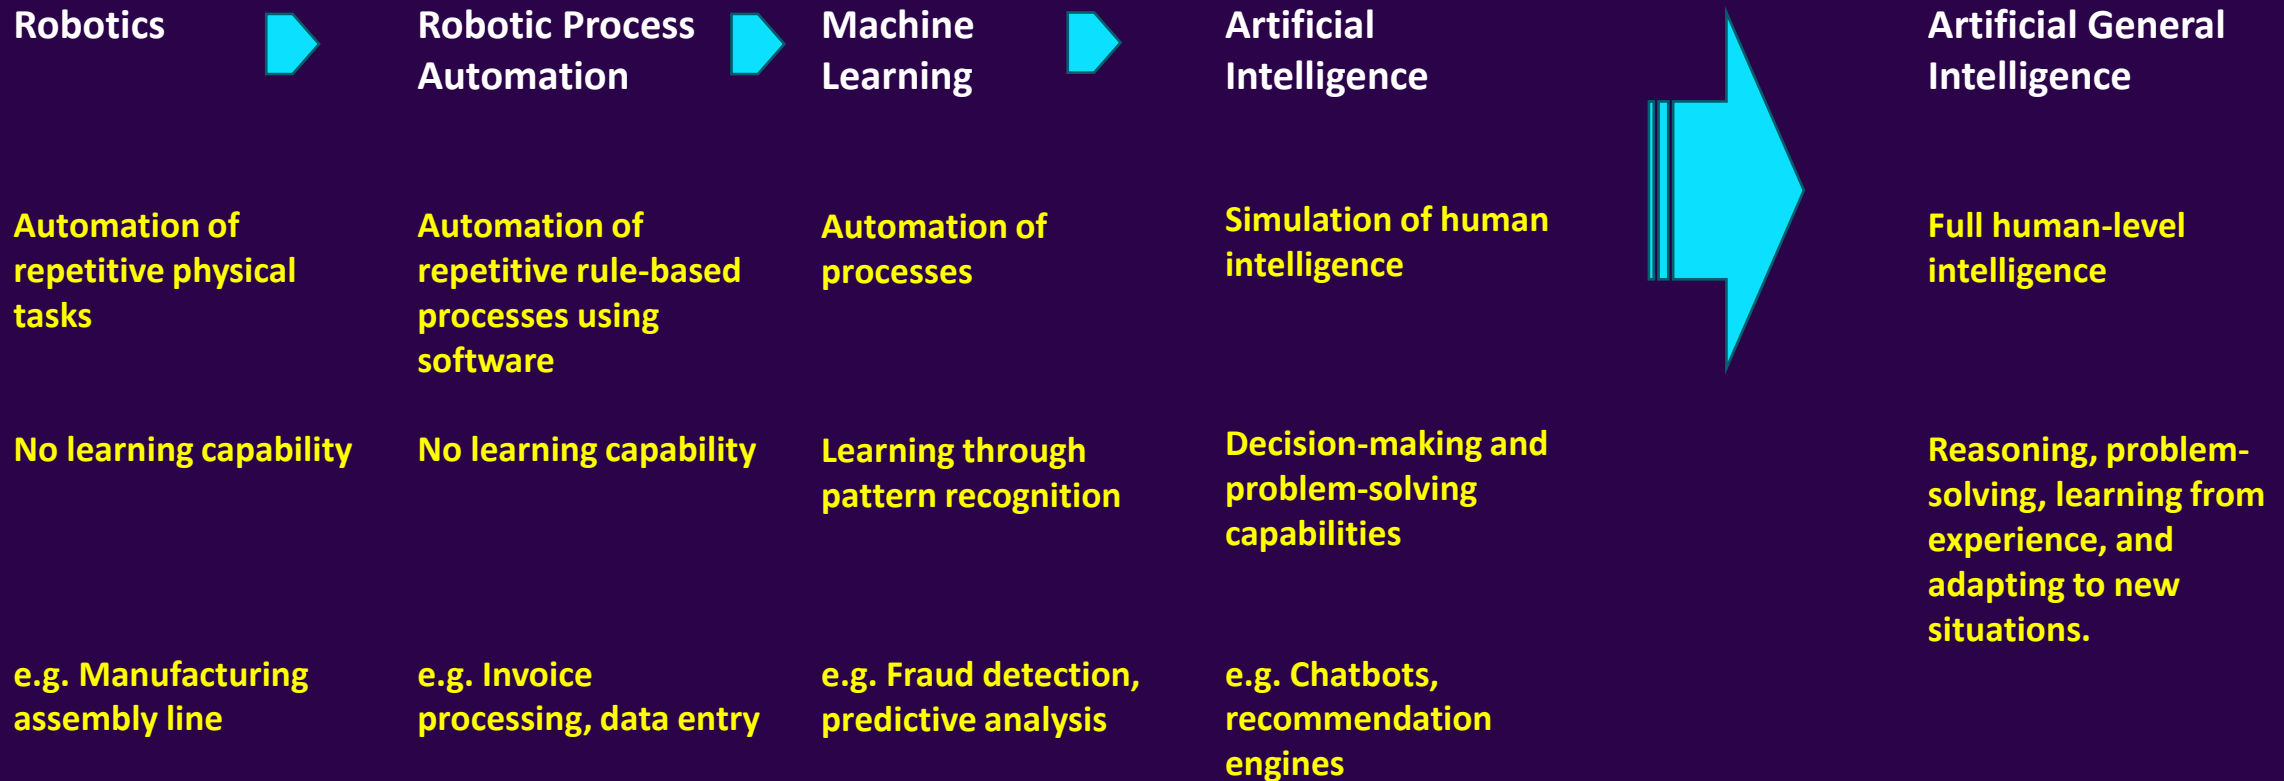 Robotics
Robotic Process
Automation
Machine
Learning
Artificial
Intelligence
Artificial General
Intelligence
Automation of
repetitive physical
tasks
Automation of
repetitive rule-based
processes using
software
Automation of
processes
Simulation of human
intelligence
Full human-level
intelligence
No learning capability
No learning capability
Learning through
pattern recognition
Decision-making and
problem-solving
capabilities
Reasoning, problem-
solving, learning from
experience, and
adapting to new
situations.
e.g. Manufacturing
assembly line
e.g. Invoice
processing, data entry
e.g. Fraud detection,
predictive analysis
e.g. Chatbots,
recommendation
engines